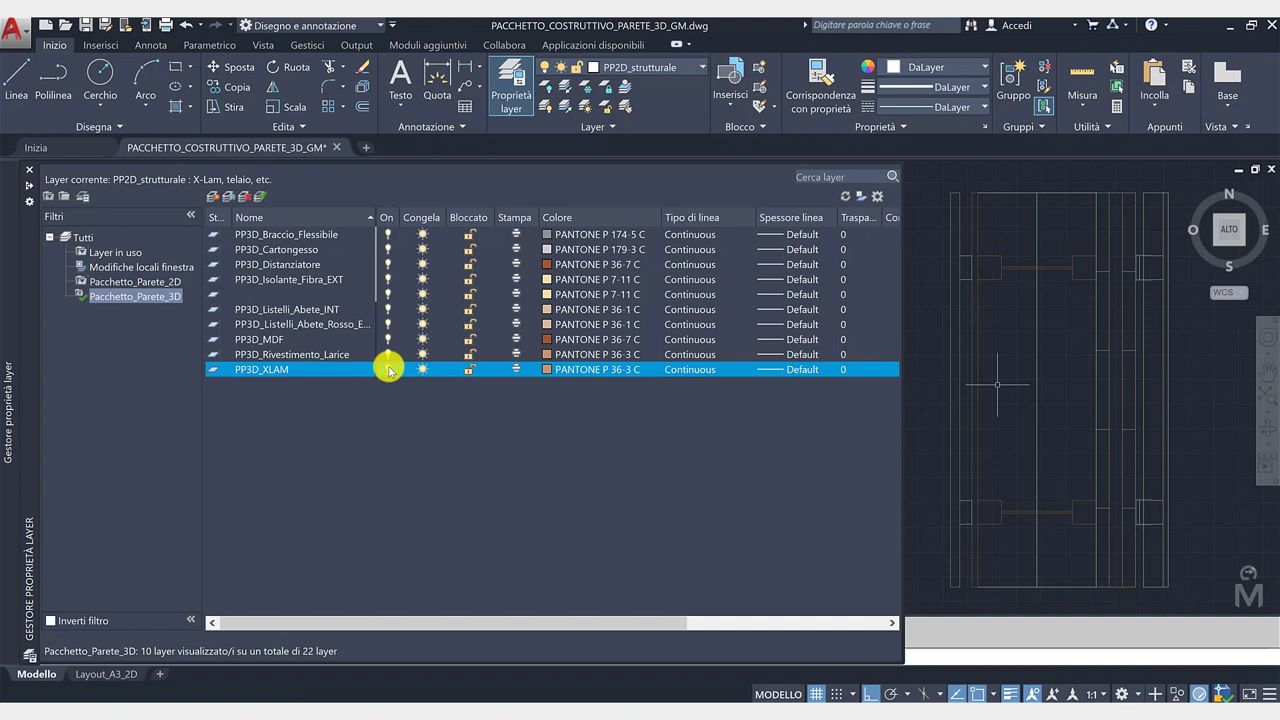 Disegno e annotazione
PACCHETTO_COSTRUTTIVO_PARETE_3D_GM.dwg
Digitare parola chiave o frase
Accedi
Inizio
Inserisci
Annota
Parametrico
Vista
Gestisci
Output
Moduli aggiuntivi
Collabora
Applicazioni disponibili
Linea
Polilinea
Cerchio
Arco
Sposta
Ruota
Copia
Stira
Scala
Testo
Quota
Proprietà
layer
PP2D_strutturale
Inserisci
Corrispondenza
con proprietà
DaLayer
DaLayer
DaLayer
Gruppo
Misura
Incolla
Base
Disegna
Edita
Annotazione
Layer
Blocco
Proprietà
Gruppi
Utilità
Appunti
Vista
Inizia
PACCHETTO_COSTRUTTIVO_PARETE_3D_GM*
Layer corrente: PP2D_strutturale : X-Lam, telaio, etc.
Cerca layer
Filtri
Tutti
Layer in uso
Modifiche locali finestra
Pacchetto_Parete_2D
Pacchetto_Parete_3D
St... Nome On Congela Bloccato Stampa Colore Tipo di linea Spessore linea Traspa... Co
PP3D_Braccio_Flessibile PANTONE P 174-5 C Continuous Default 0
PP3D_Cartongesso PANTONE P 179-3 C Continuous Default 0
PP3D_Distanziatore PANTONE P 36-7 C Continuous Default 0
PP3D_Isolante_Fibra_EXT PANTONE P 7-11 C Continuous Default 0
PANTONE P 7-11 C Continuous Default 0
PP3D_Listelli_Abete_INT PANTONE P 36-1 C Continuous Default 0
PP3D_Listelli_Abete_Rosso_E... PANTONE P 36-1 C Continuous Default 0
PP3D_MDF PANTONE P 36-7 C Continuous Default 0
PP3D_Rivestimento_Larice PANTONE P 36-3 C Continuous Default 0
PP3D_XLAM PANTONE P 36-3 C Continuous Default 0
Inverti filtro
Pacchetto_Parete_3D: 10 layer visualizzato/i su un totale di 22 layer
GESTORE PROPRIETÀ LAYER
Gestore proprietà layer
N
O
ALTO
E
S
WCS
M
Modello
Layout_A3_2D
MODELLO
1:1